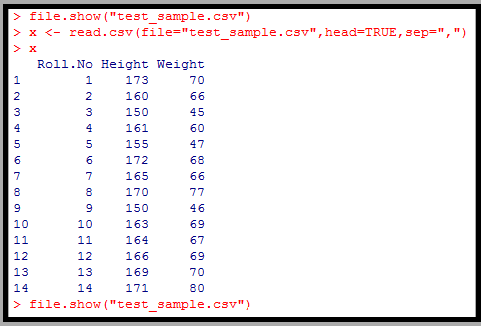 > file.show("test_sample.csv")
> x <- read.csv(file="test_sample.csv",head=TRUE,sep=",")
> x
   Roll.No Height Weight
1        1    173     70
2        2    160     66
3        3    150     45
4        4    161     60
5        5    155     47
6        6    172     68
7        7    165     66
8        8    170     77
9        9    150     46
10      10    163     69
11      11    164     67
12      12    166     69
13      13    169     70
14      14    171     80
> file.show("test_sample.csv")